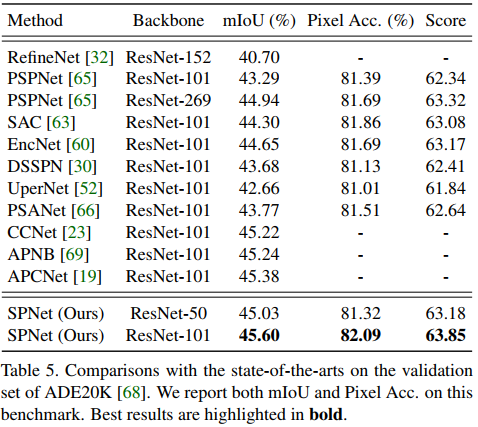 Method Backbone mIoU (%) Pixel Acc. (%) Score
RefineNet [32] ResNet-152 40.70 - -
PSPNet [65] ResNet-101 43.29 81.39 62.34
PSPNet [65] ResNet-269 44.94 81.69 63.32
SAC [63] ResNet-101 44.30 81.86 63.08
EncNet [60] ResNet-101 44.65 81.69 63.17
DSSPN [30] ResNet-101 43.68 81.13 62.41
UperNet [52] ResNet-101 42.66 81.01 61.84
PSANet [66] ResNet-101 43.77 81.51 62.64
CCNet [23] ResNet-101 45.22 - -
APNB [69] ResNet-101 45.24 - -
APCNet [19] ResNet-101 45.38 - -
SPNet (Ours) ResNet-50 45.03 81.32 63.18
SPNet (Ours) ResNet-101 45.60 82.09 63.85
Table 5. Comparisons with the state-of-the-arts on the validation
set of ADE20K [68]. We report both mIoU and Pixel Acc. on this
benchmark. Best results are highlighted in bold.